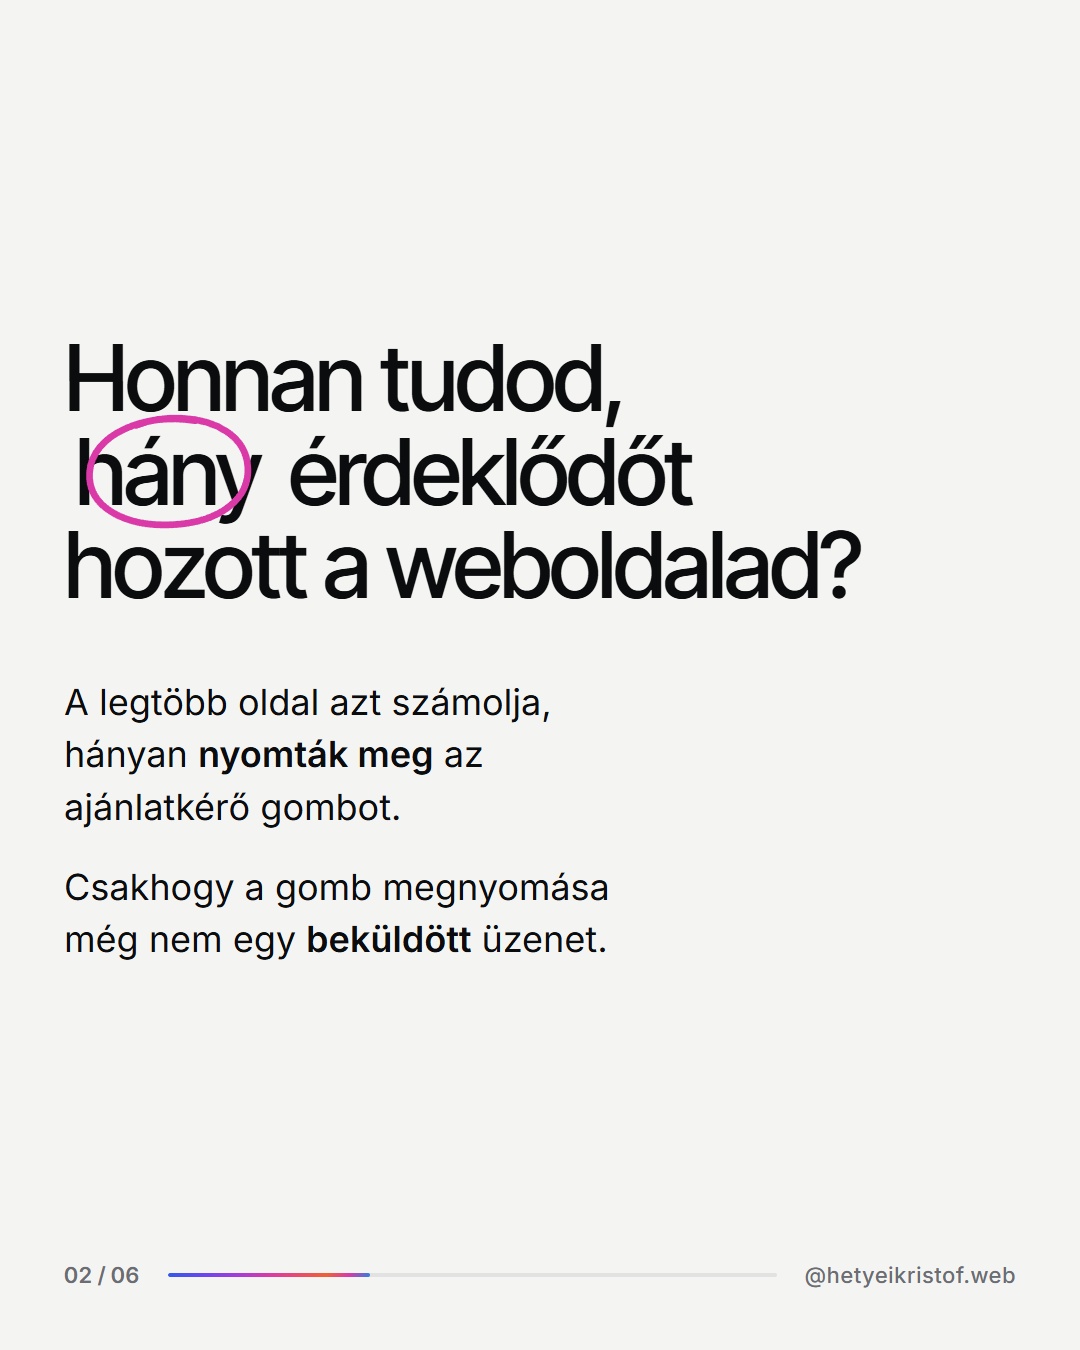 Honnan tudod,
hány érdeklődőt
hozott a weboldalad?
A legtöbb oldal azt számolja,
hányan nyomták meg az
ajánlatkérő gombot.
Csakhogy a gomb megnyomása
még nem egy beküldött üzenet.
02 / 06
@hetyeikristof.web